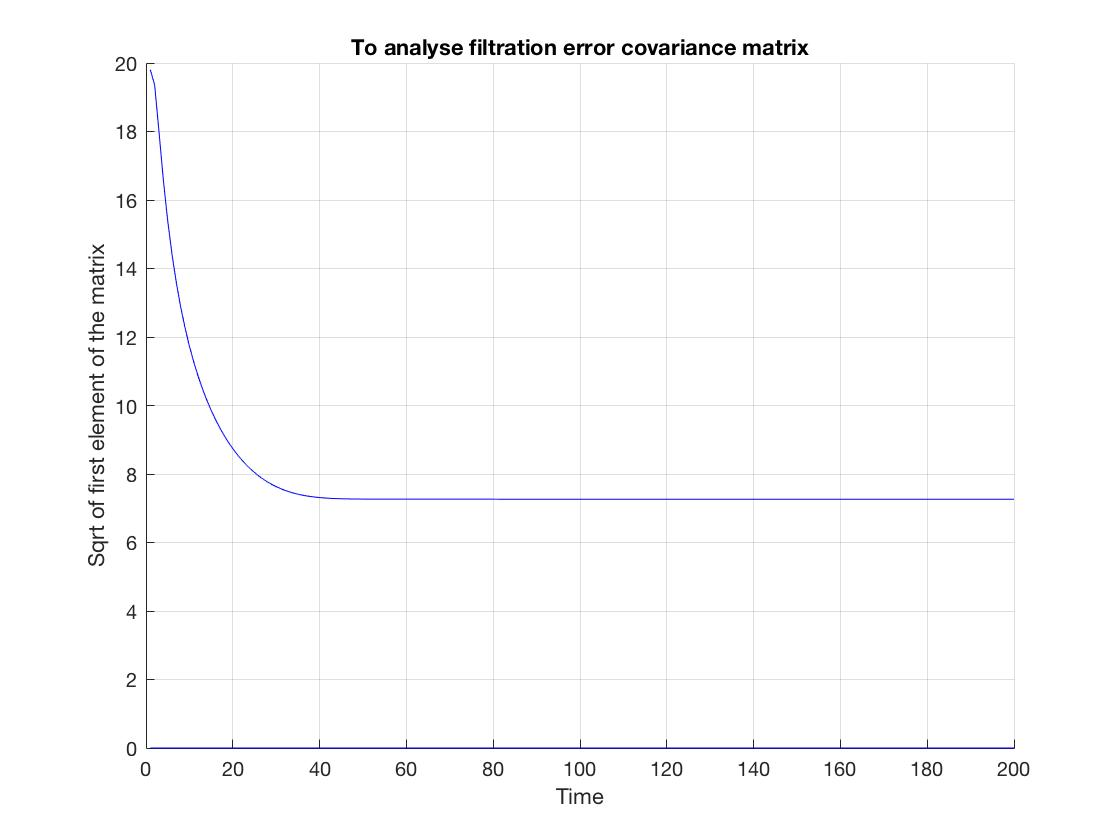 To analyse filtration error covariance matrix
20
18
16
14
12
10
8
6
4
2
0
Sqrt of first element of the matrix
0 20 40 60 80 100 120 140 160 180 200
Time